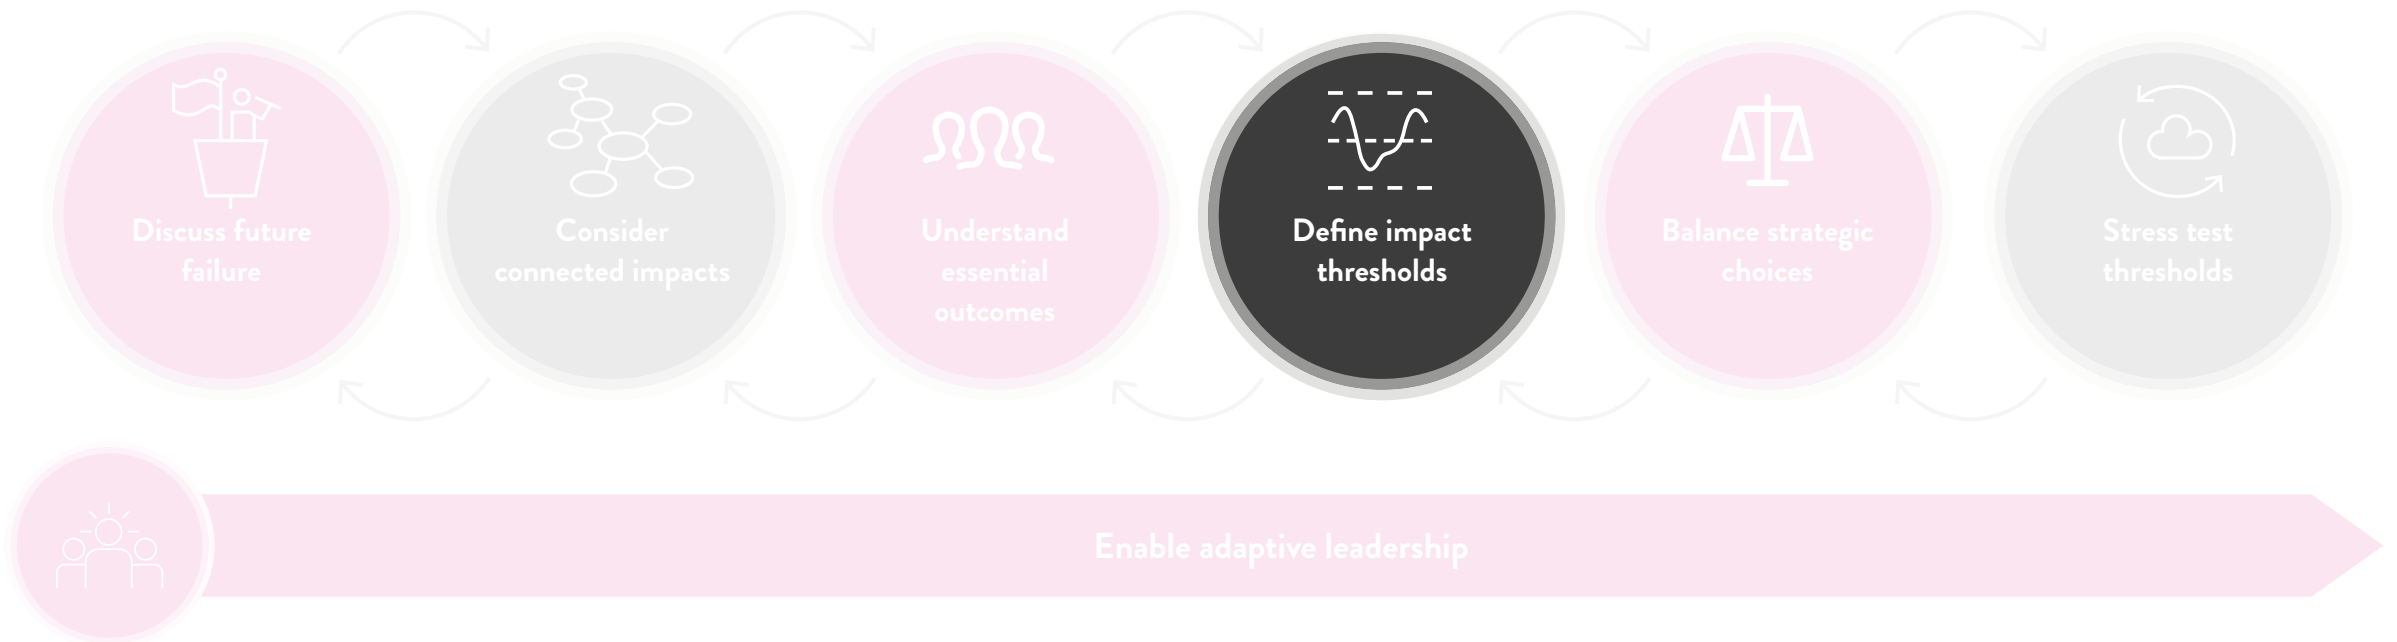 Discuss future
failure
Consider
connected impacts
Understand
essential
outcomes
Define impact
thresholds
Balance strategic
choices
Stress test
thresholds
Enable adaptive leadership